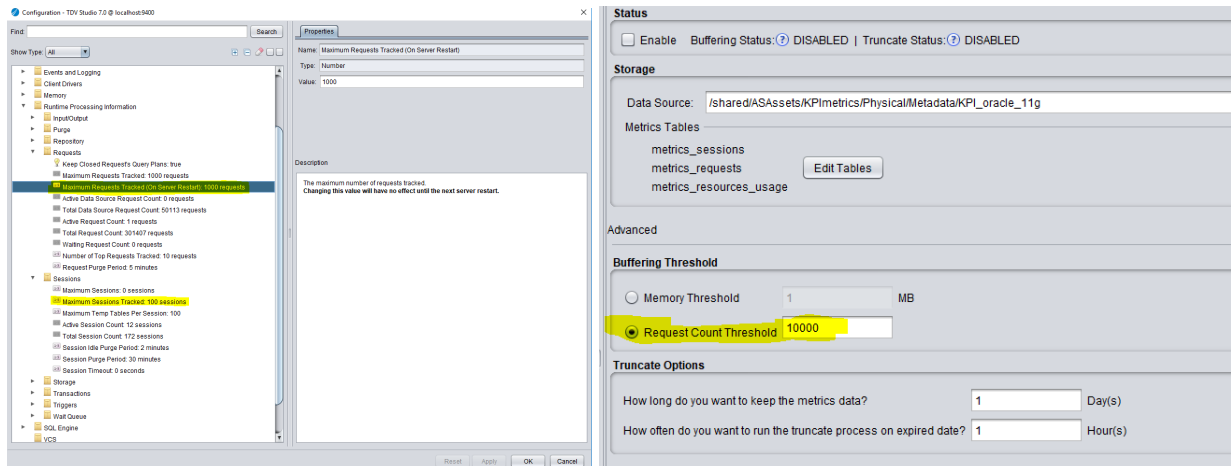 Configuration - TDV Studio 7.0 @ localhost:9400
Find:
Search
Show Type: All
Events and Logging
Client Drivers
Memory
Runtime Processing Information
Input/Output
Purge
Repository
Requests
Keep Closed Request's Query Plans: true
Maximum Requests Tracked: 1000 requests
Maximum Requests Tracked (On Server Restart): 1000 requests
Active Data Source Request Count: 0 requests
Total Data Source Request Count: 50113 requests
Active Request Count: 1 requests
Total Request Count: 301407 requests
Waiting Request Count: 0 requests
Number of Top Requests Tracked: 10 requests
Request Purge Period: 5 minutes
Sessions
Maximum Sessions: 0 sessions
Maximum Sessions Tracked: 100 sessions
Maximum Temp Tables Per Session: 100
Active Session Count: 12 sessions
Total Session Count: 172 sessions
Session Idle Purge Period: 2 minutes
Session Purge Period: 30 minutes
Session Timeout: 0 seconds
Storage
Transactions
Triggers
Wait Queue
SQL Engine
VCS
Properties
Name: Maximum Requests Tracked (On Server Restart)
Type: Number
Value: 1000
Description
The maximum number of requests tracked.
Changing this value will have no effect until the next server restart.
Reset Apply OK Cancel
Status
Enable Buffering Status: ? DISABLED | Truncate Status: ? DISABLED
Storage
Data Source: /shared/ASAssets/KPImetrics/Physical/Metadata/KPI_oracle_11g
Metrics Tables
metrics_sessions
metrics_requests
Edit Tables
metrics_resources_usage
Advanced
Buffering Threshold
Memory Threshold 1 MB
Request Count Threshold 10000
Truncate Options
How long do you want to keep the metrics data? 1 Day(s)
How often do you want to run the truncate process on expired date? 1 Hour(s)